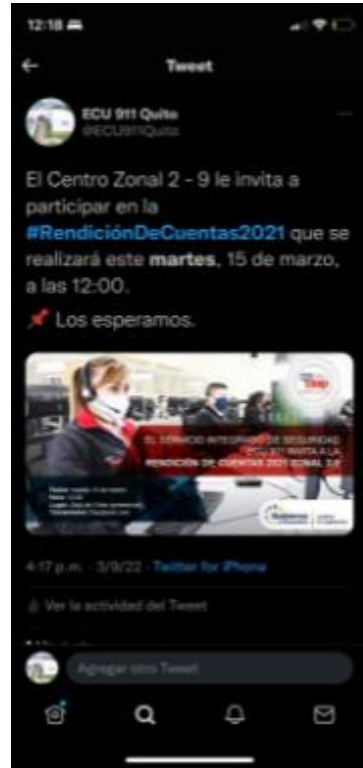 12:18
Tweet
ECU 911 Quito
@ECU911Quito
El Centro Zonal 2 - 9 le invita a
participar en la
#RendiciónDeCuentas2021 que se
realizará este martes, 15 de marzo,
a las 12:00.
📌 Los esperamos.
EL SERVICIO INTEGRADO DE SEGURIDAD
ECU 911 INVITA A LA
RENDICIÓN DE CUENTAS 2021 ZONAL 2-9
4:17 p.m. · 3/9/22 · Twitter for iPhone
Ver la actividad del Tweet
Agregar otro Tweet